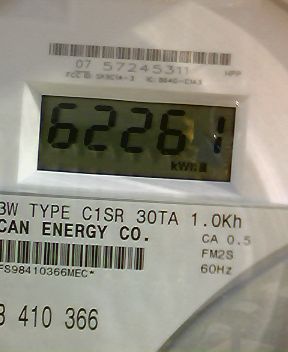 07 57245311
HPP
62261
kWh
3W TYPE C1SR 30TA 1.0Kh
CAN ENERGY CO.
CA 0.5
FM2S
60Hz
FS98410366MEC*
410 366